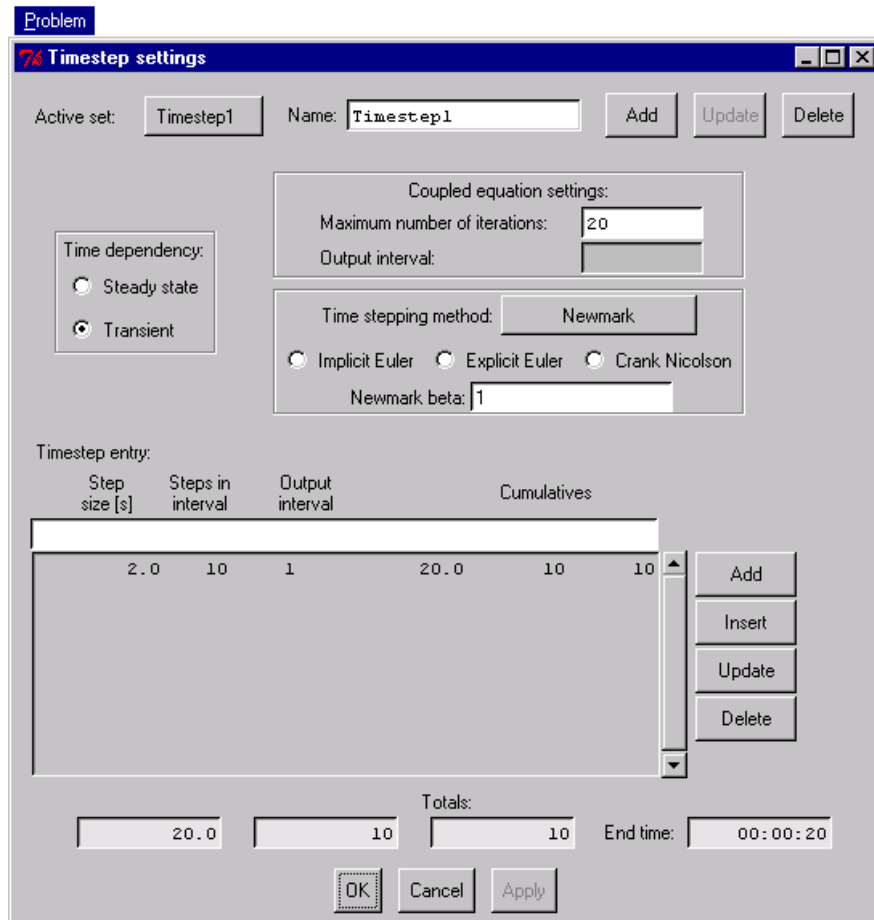 Problem
Timestep settings
Active set: Timestep1 Name: Timestep1 Add Update Delete
Coupled equation settings:
Maximum number of iterations: 20
Output interval:
Time dependency:
Steady state
Transient
Time stepping method: Newmark
Implicit Euler Explicit Euler Crank Nicolson
Newmark beta: 1
Timestep entry:
Step size [s] Steps in interval Output interval Cumulatives
2.0 10 1 20.0 10 10
Add
Insert
Update
Delete
Totals:
20.0 10 10 End time: 00:00:20
OK Cancel Apply